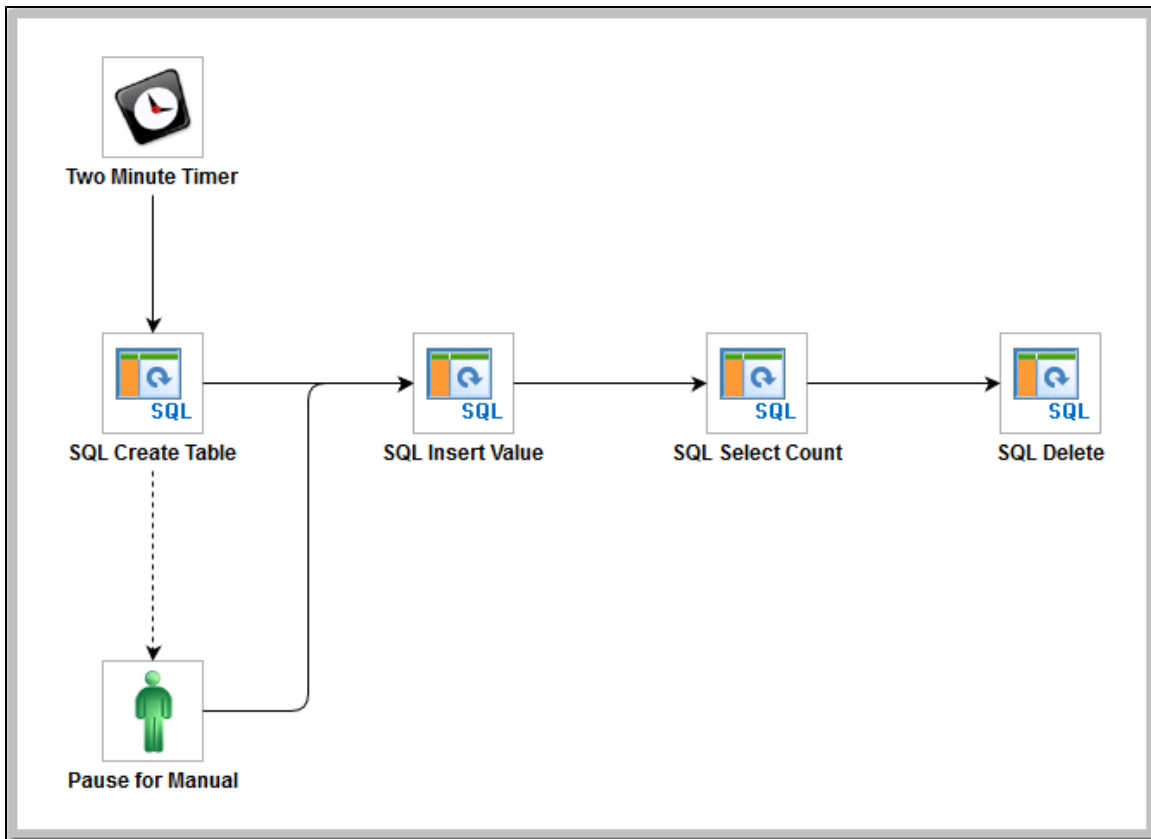 Two Minute Timer
SQL
SQL
SQL
SQL
SQL Create Table
SQL Insert Value
SQL Select Count
SQL Delete
Pause for Manual